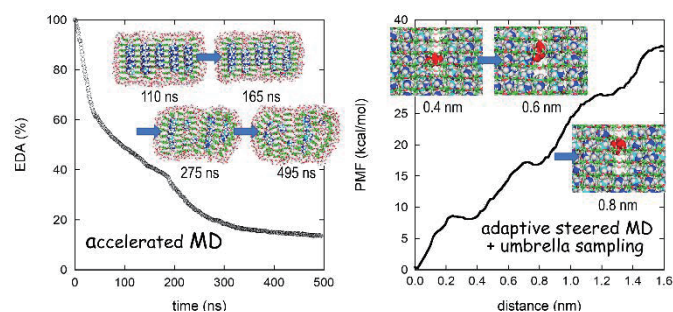 100
80
60
40
20
0
EDA (%)
110 ns
165 ns
275 ns
495 ns
accelerated MD
0
100
200
300
400
500
time (ns)
40
35
30
25
20
15
10
5
0
PMF (kcal/mol)
0.4 nm
0.6 nm
0.8 nm
adaptive steered MD
+ umbrella sampling
0.0
0.2
0.4
0.6
0.8
1.0
1.2
1.4
1.6
distance (nm)